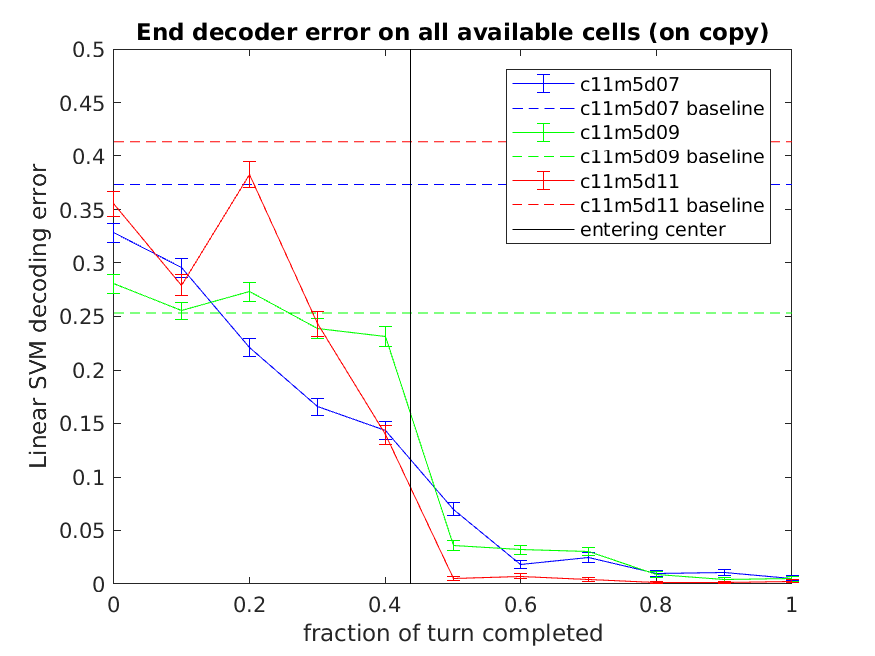 End decoder error on all available cells (on copy)
0.5
0.45
0.4
0.35
0.3
0.25
0.2
0.15
0.1
0.05
0
Linear SVM decoding error
c11m5d07
c11m5d07 baseline
c11m5d09
c11m5d09 baseline
c11m5d11
c11m5d11 baseline
entering center
0 0.2 0.4 0.6 0.8 1
fraction of turn completed